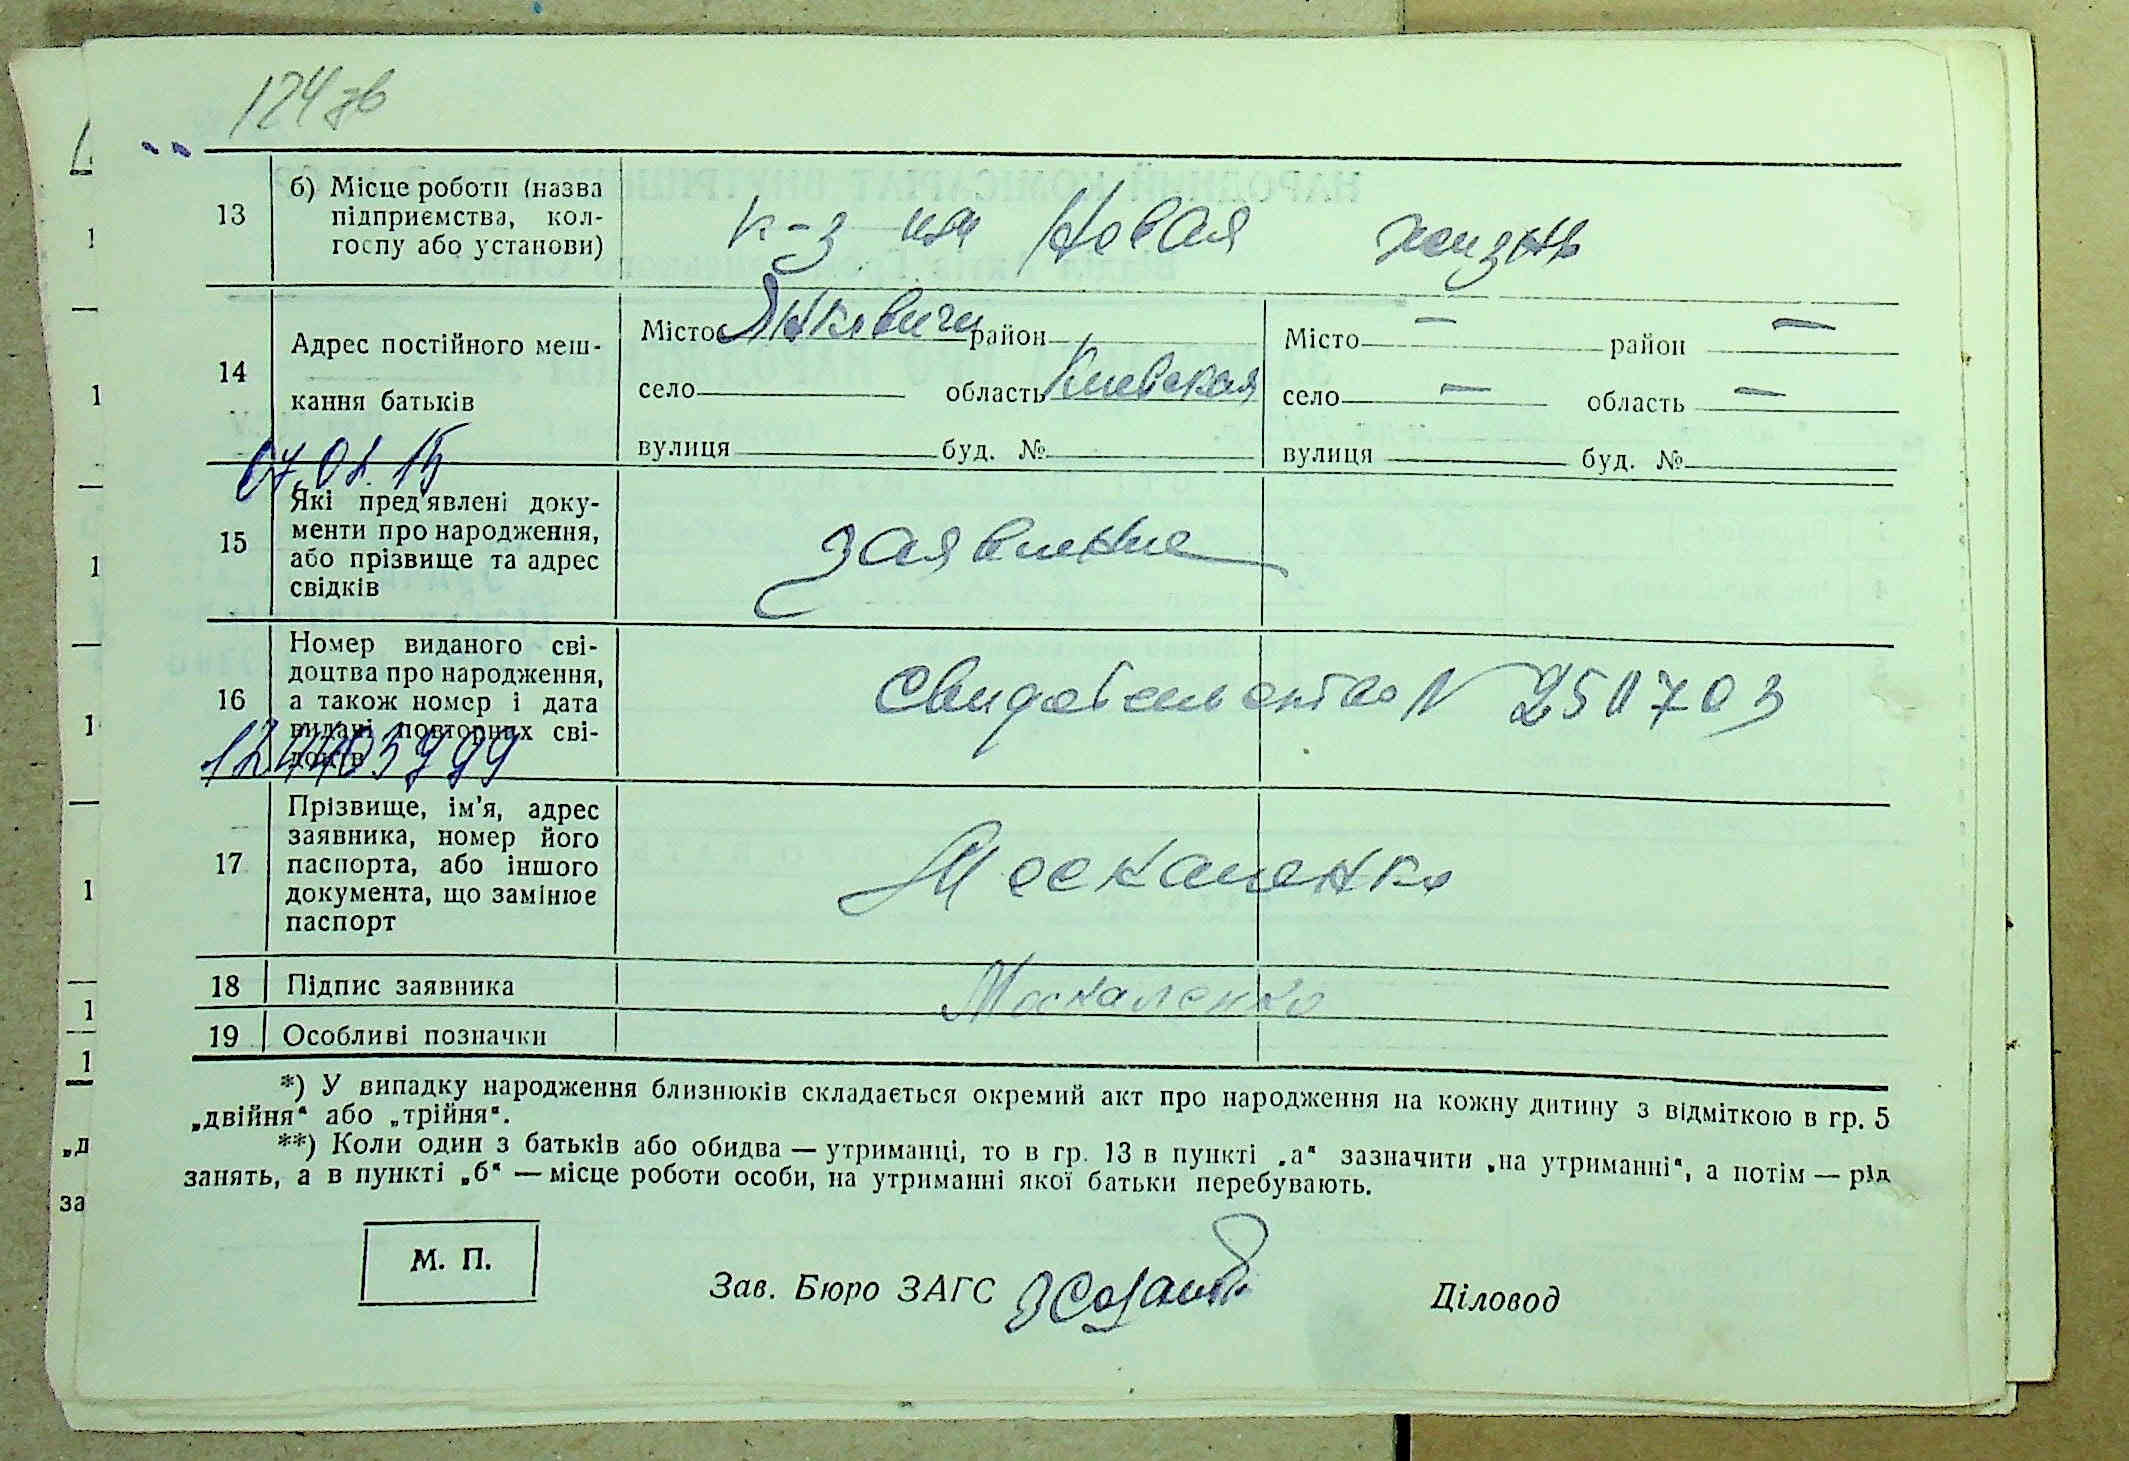 124 зв
13
б) Місце роботи (назва
підприємства, кол-
госпу або установи)
к-з им Новая жизнь
14
Адрес постійного меш-
кання батьків
Місто Янкевичи район
село область Киевская
вулиця буд. №
Місто — район —
село — область —
вулиця буд. №
07.01.15
15
Які пред'явлені доку-
менти про народження,
або прізвище та адрес
свідків
заявление
16
Номер виданого сві-
доцтва про народження,
а також номер і дата
видачі повторних сві-
доцтв
Свидетельство N 250703
17
Прізвище, ім'я, адрес
заявника, номер його
паспорта, або іншого
документа, що замінює
паспорт
Москаленко
18 Підпис заявника
Москаленко
19 Особливі позначки
*) У випадку народження близнюків складається окремий акт про народження на кожну дитину з відміткою в гр. 5
„двійня“ або „трійня“.
**) Коли один з батьків або обидва — утриманці, то в гр. 13 в пункті „а“ зазначити „на утриманні“, а потім — рід
занять, а в пункті „б“ — місце роботи особи, на утриманні якої батьки перебувають.
М. П.
Зав. Бюро ЗАГС
Діловод